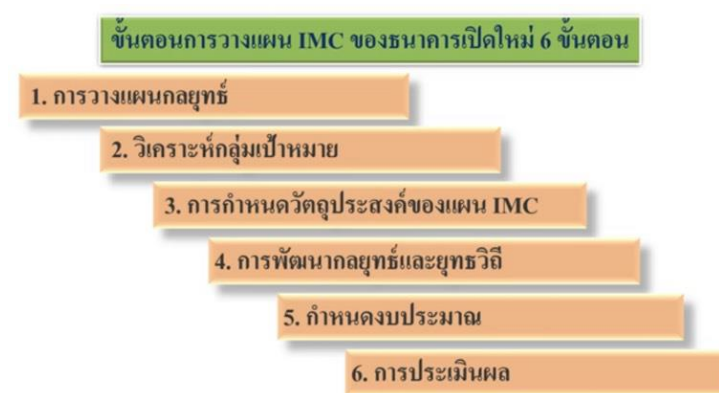 ขั้นตอนการวางแผน IMC ของธนาคารเปิดใหม่ 6 ขั้นตอน
1. การวางแผนกลยุทธ์
2. วิเคราะห์กลุ่มเป้าหมาย
3. การกำหนดวัตถุประสงค์ของแผน IMC
4. การพัฒนากลยุทธ์และยุทธวิถี
5. กำหนดงบประมาณ
6. การประเมินผล